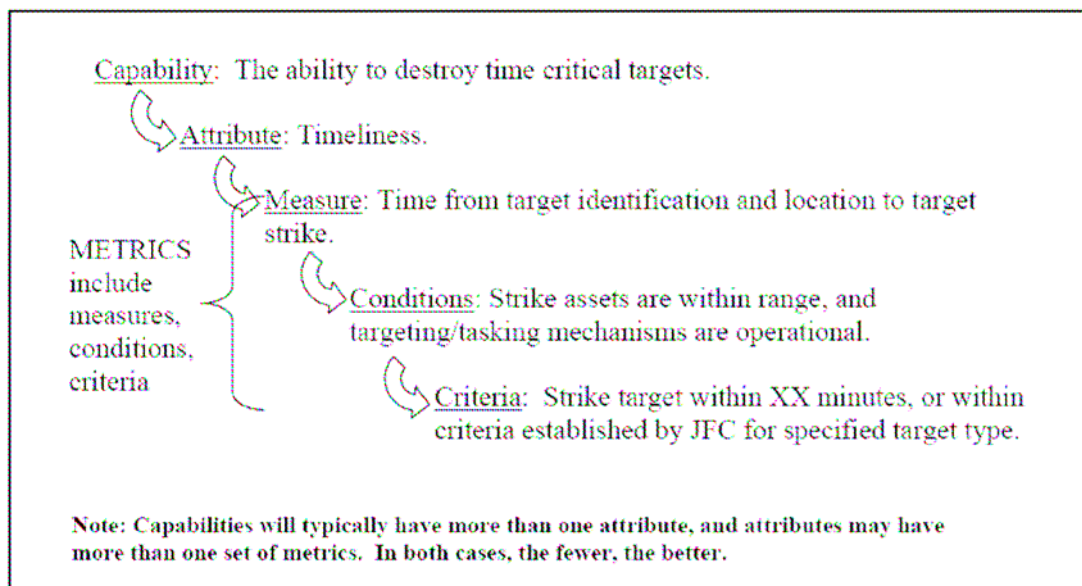 Capability: The ability to destroy time critical targets.
Attribute: Timeliness.
Measure: Time from target identification and location to target
strike.
METRICS
include
measures,
conditions,
criteria
Conditions: Strike assets are within range, and
targeting/tasking mechanisms are operational.
Criteria: Strike target within XX minutes, or within
criteria established by JFC for specified target type.
Note: Capabilities will typically have more than one attribute, and attributes may have
more than one set of metrics. In both cases, the fewer, the better.